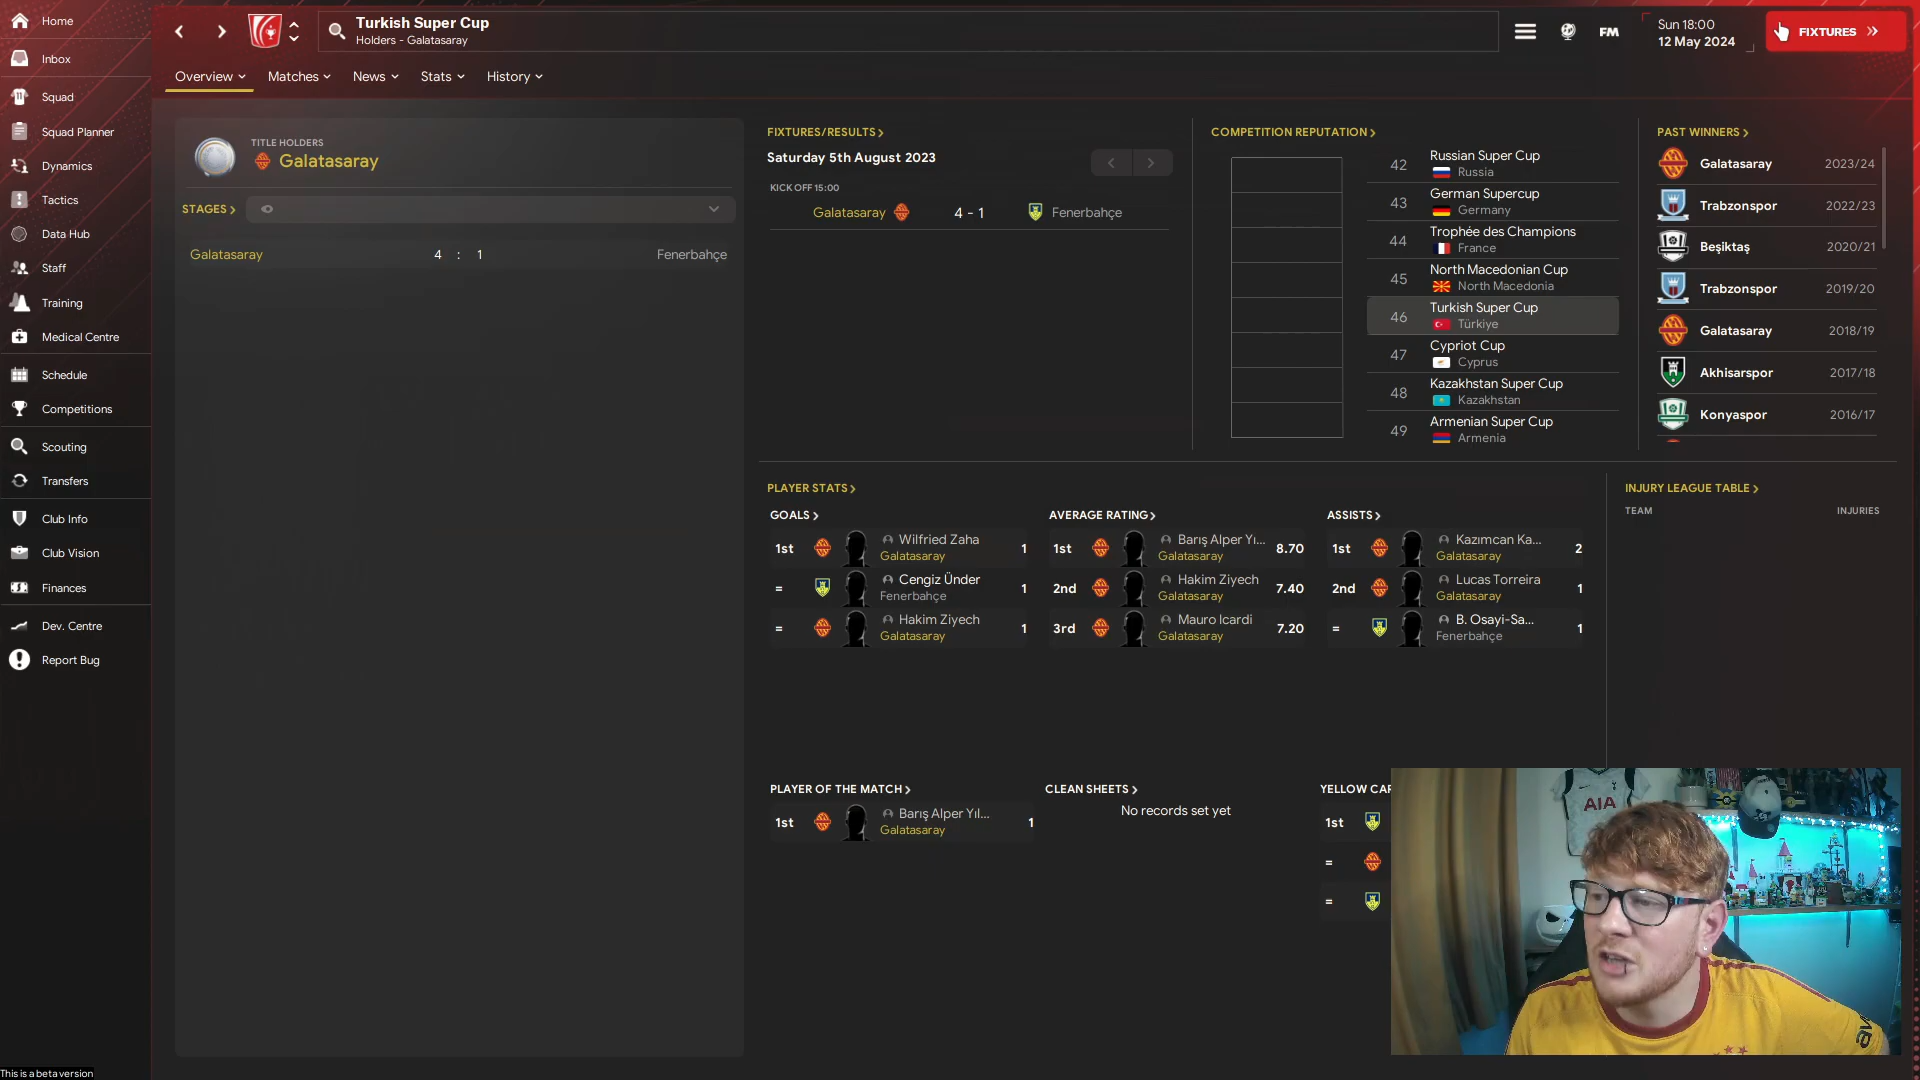 Home
Inbox
Squad
Squad Planner
Dynamics
Tactics
Data Hub
Staff
Training
Medical Centre
Schedule
Competitions
Scouting
Transfers
Club Info
Club Vision
Finances
Dev. Centre
Report Bug
This is a beta version
Turkish Super Cup
Holders - Galatasaray
FM
Sun 18:00
12 May 2024
FIXTURES
Overview
Matches
News
Stats
History
TITLE HOLDERS
Galatasaray
STAGES
Galatasaray 4 : 1 Fenerbahçe
FIXTURES/RESULTS
Saturday 5th August 2023
KICK OFF 15:00
Galatasaray 4 - 1 Fenerbahçe
COMPETITION REPUTATION
42 Russian Super Cup
Russia
43 German Supercup
Germany
44 Trophée des Champions
France
45 North Macedonian Cup
North Macedonia
46 Turkish Super Cup
Türkiye
47 Cypriot Cup
Cyprus
48 Kazakhstan Super Cup
Kazakhstan
49 Armenian Super Cup
Armenia
PAST WINNERS
Galatasaray 2023/24
Trabzonspor 2022/23
Beşiktaş 2020/21
Trabzonspor 2019/20
Galatasaray 2018/19
Akhisarspor 2017/18
Konyaspor 2016/17
PLAYER STATS
GOALS
1st Wilfried Zaha 1
Galatasaray
= Cengiz Ünder 1
Fenerbahçe
= Hakim Ziyech 1
Galatasaray
AVERAGE RATING
1st Barış Alper Yı... 8.70
Galatasaray
2nd Hakim Ziyech 7.40
Galatasaray
3rd Mauro Icardi 7.20
Galatasaray
ASSISTS
1st Kazımcan Ka... 2
Galatasaray
2nd Lucas Torreira 1
Galatasaray
= B. Osayi-Sa... 1
Fenerbahçe
INJURY LEAGUE TABLE
TEAM INJURIES
PLAYER OF THE MATCH
1st Barış Alper Yıl... 1
Galatasaray
CLEAN SHEETS
No records set yet
YELLOW CAR
1st
=
=
AIA